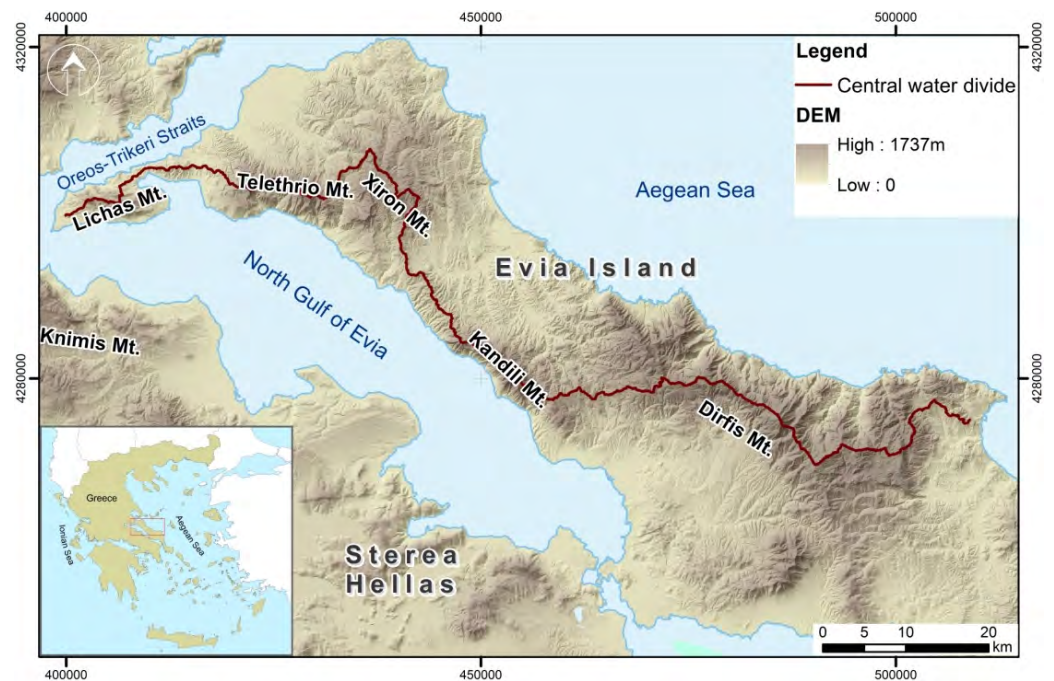 400000
450000
500000
4320000
4320000
Legend
Central water divide
DEM
High : 1737m
Low : 0
Oreos-Trikeri Straits
Aegean Sea
Telethrio Mt.
Xiron Mt.
Lichas Mt.
North Gulf of Evia
Evia Island
Knimis Mt.
Kandili Mt.
4280000
4280000
Dirfis Mt.
Greece
Ionian Sea
Aegean Sea
Sterea
Hellas
0 5 10 20
km
400000
450000
500000